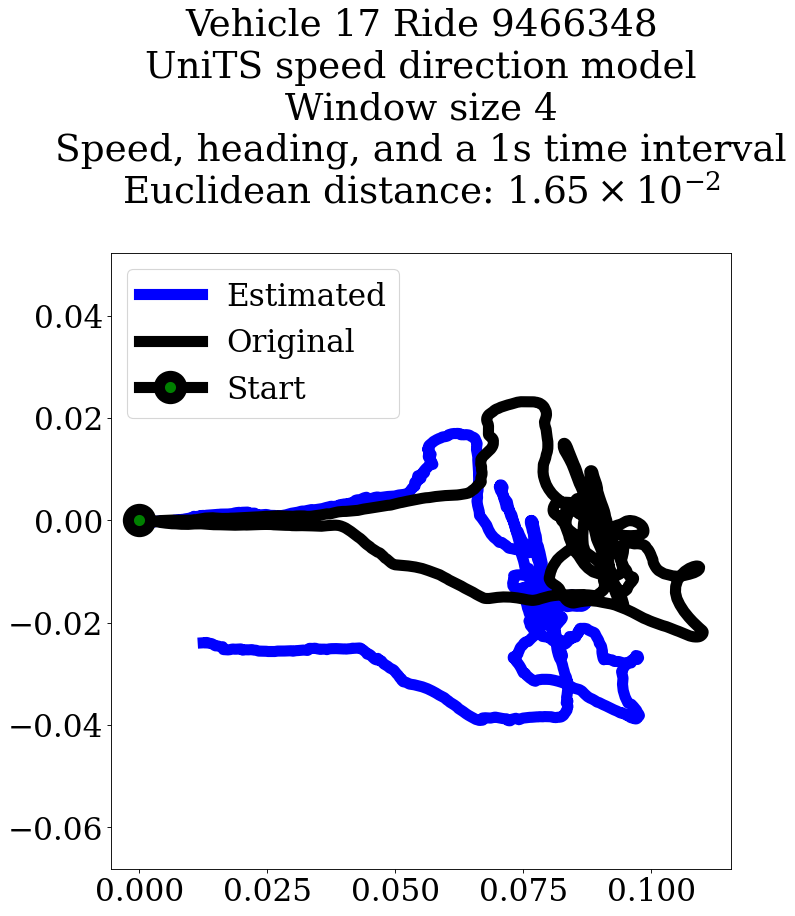 Vehicle 17 Ride 9466348
UniTS speed direction model
Window size 4
Speed, heading, and a 1s time interval
Euclidean distance: 1.65 × 10⁻²
Estimated
Original
Start
0.04
0.02
0.00
−0.02
−0.04
−0.06
0.000 0.025 0.050 0.075 0.100